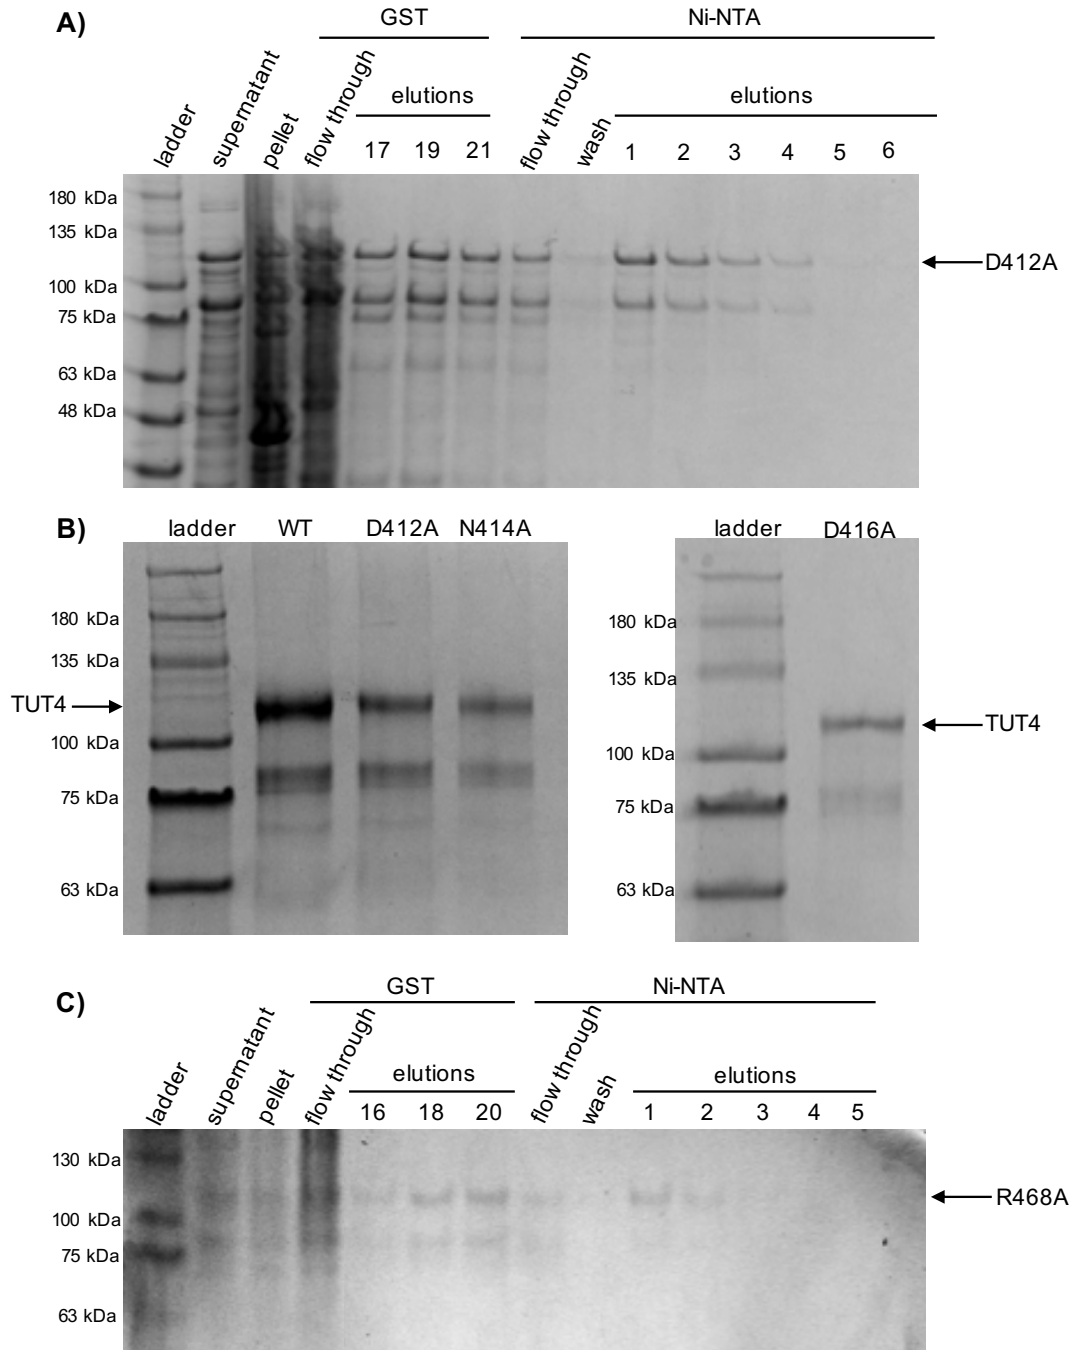 A)
GST
Ni-NTA
ladder
supernatant
pellet
flow through
elutions
17 19 21
flow through
wash
elutions
1 2 3 4 5 6
180 kDa
135 kDa
100 kDa
75 kDa
63 kDa
48 kDa
D412A
B)
ladder WT D412A N414A
180 kDa
135 kDa
TUT4
100 kDa
75 kDa
63 kDa
ladder D416A
180 kDa
135 kDa
TUT4
100 kDa
75 kDa
63 kDa
C)
GST
Ni-NTA
ladder
supernatant
pellet
flow through
elutions
16 18 20
flow through
wash
elutions
1 2 3 4 5
130 kDa
100 kDa
75 kDa
63 kDa
R468A